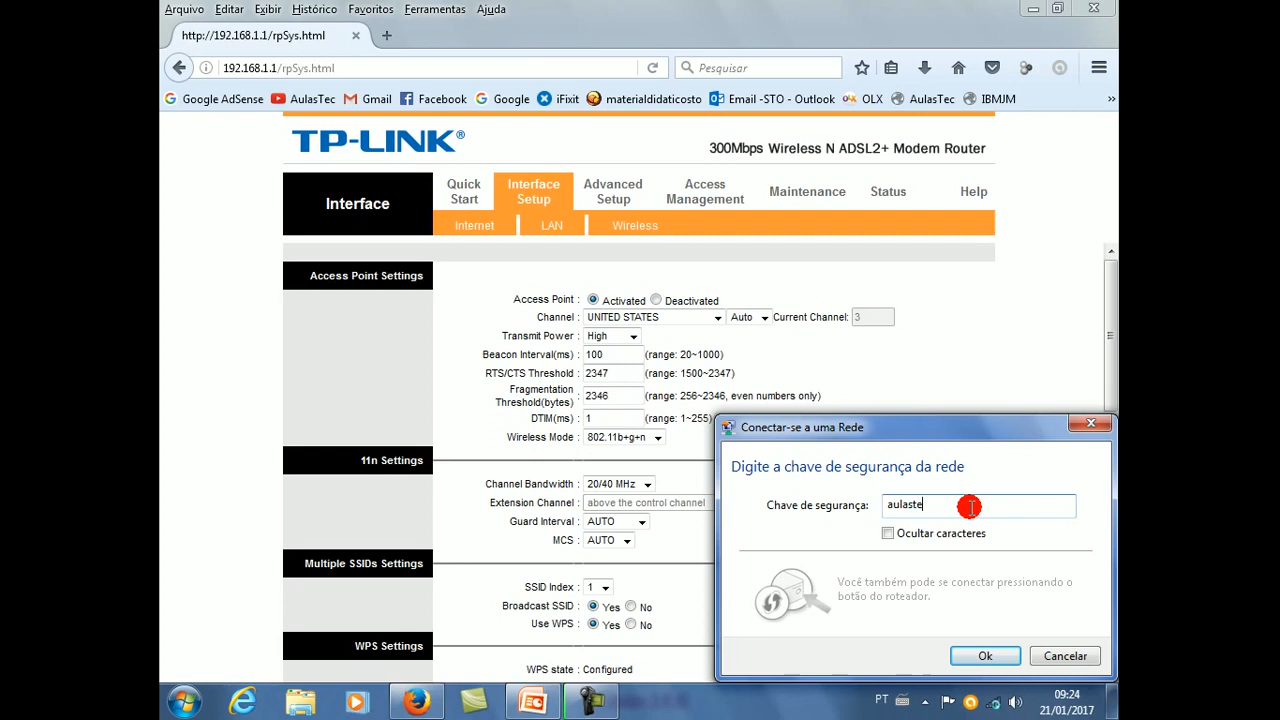 Arquivo Editar Exibir Histórico Favoritos Ferramentas Ajuda
http://192.168.1.1/rpSys.html
192.168.1.1/rpSys.html Pesquisar
Google AdSense AulasTec Gmail Facebook Google iFixit materialdidaticosto Email -STO - Outlook OLX AulasTec IBMJM »
TP-LINK®
300Mbps Wireless N ADSL2+ Modem Router
Interface
Quick Start Interface Setup Advanced Setup Access Management Maintenance Status Help
Internet LAN Wireless
Access Point Settings
Access Point : Activated Deactivated
Channel : UNITED STATES Auto Current Channel: 3
Transmit Power : High
Beacon Interval(ms) : 100 (range: 20~1000)
RTS/CTS Threshold : 2347 (range: 1500~2347)
Fragmentation Threshold(bytes) : 2346 (range: 256~2346, even numbers only)
DTIM(ms) : 1 (range: 1~255)
Wireless Mode : 802.11b+g+n
11n Settings
Channel Bandwidth : 20/40 MHz
Extension Channel : above the control channel
Guard Interval : AUTO
MCS : AUTO
Multiple SSIDs Settings
SSID Index : 1
Broadcast SSID : Yes No
Use WPS : Yes No
WPS Settings
WPS state : Configured
Conectar-se a uma Rede
Digite a chave de segurança da rede
Chave de segurança: aulaste
Ocultar caracteres
Você também pode se conectar pressionando o
botão do roteador.
Ok Cancelar
PT
09:24
21/01/2017